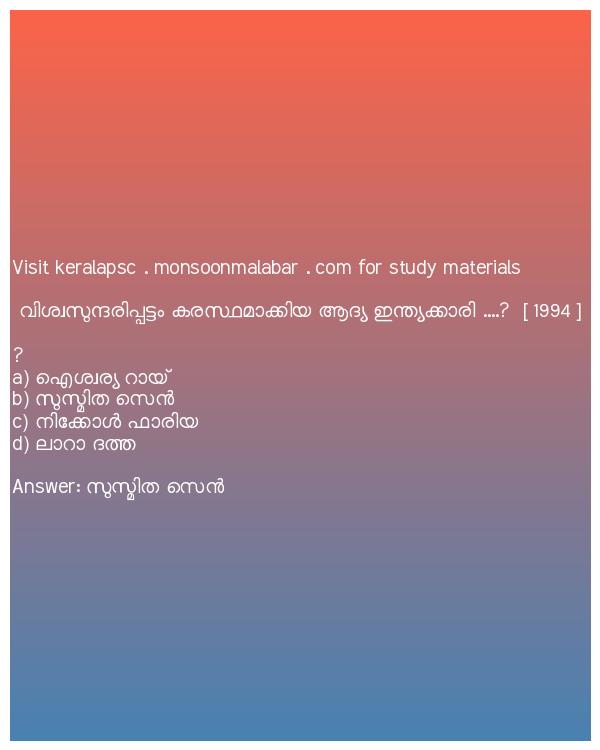 Visit keralapsc . monsoonmalabar . com for study materials
വിശ്വസുന്ദരിപ്പട്ടം കരസ്ഥമാക്കിയ ആദ്യ ഇന്ത്യക്കാരി ....? [ 1994 ]
?
a) ഐശ്വര്യ റായ്
b) സുസ്മിത സെൻ
c) നിക്കോൾ ഫാരിയ
d) ലാറാ ദത്ത
Answer: സുസ്മിത സെൻ